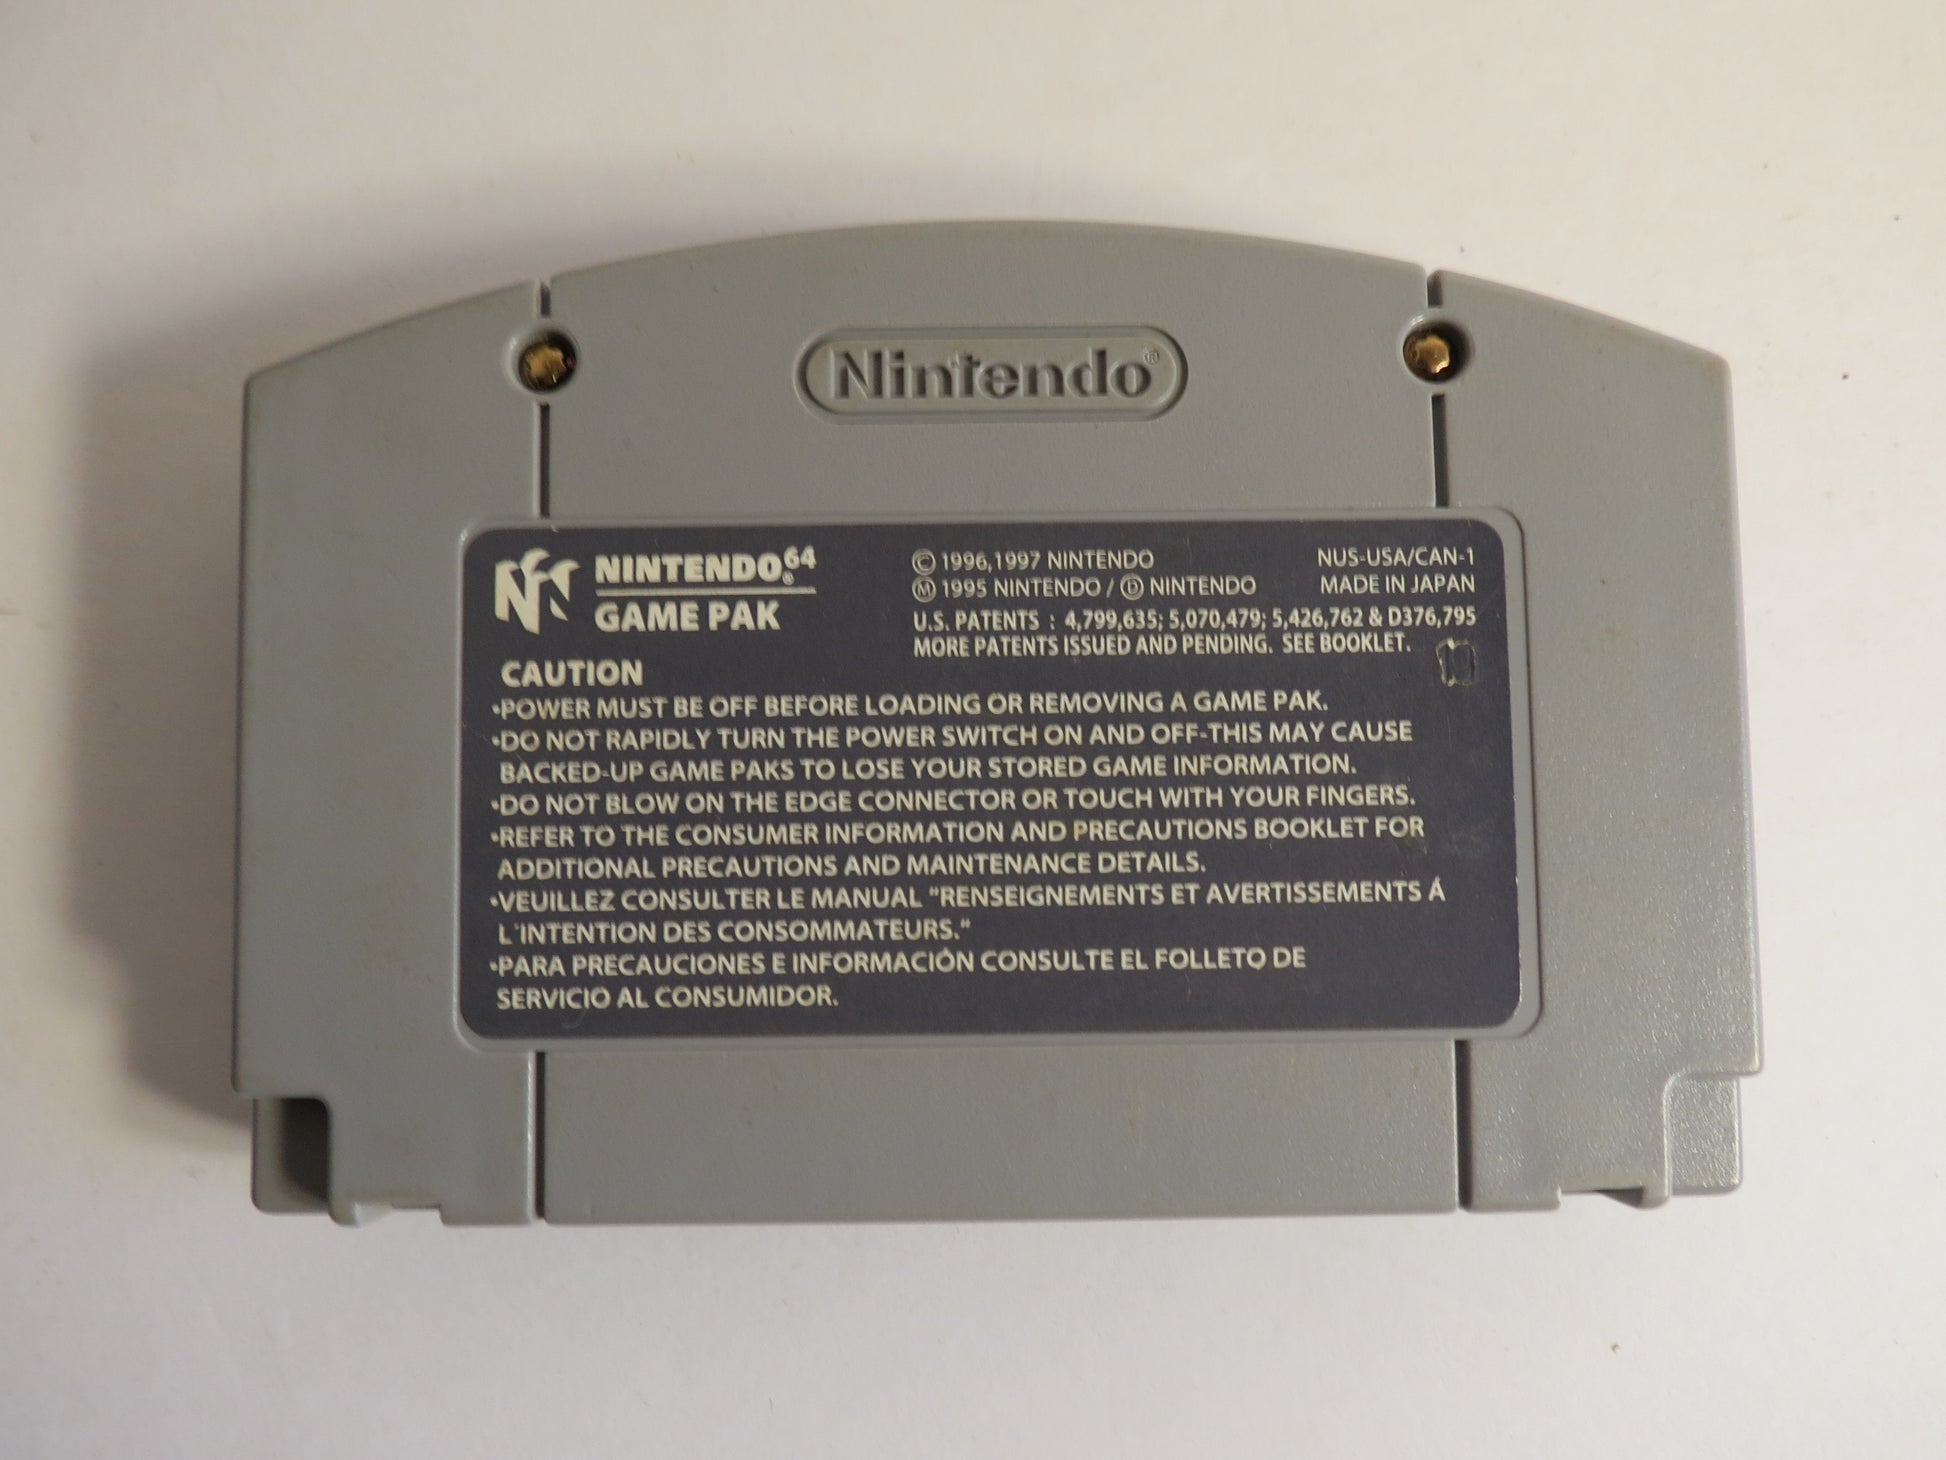 Nintendo®
NINTENDO®64
GAME PAK
© 1996,1997 NINTENDO
Ⓜ 1995 NINTENDO / Ⓓ NINTENDO
NUS-USA/CAN-1
MADE IN JAPAN
U.S. PATENTS : 4,799,635; 5,070,479; 5,426,762 & D376,795
MORE PATENTS ISSUED AND PENDING. SEE BOOKLET.
10
CAUTION
•POWER MUST BE OFF BEFORE LOADING OR REMOVING A GAME PAK.
•DO NOT RAPIDLY TURN THE POWER SWITCH ON AND OFF-THIS MAY CAUSE
BACKED-UP GAME PAKS TO LOSE YOUR STORED GAME INFORMATION.
•DO NOT BLOW ON THE EDGE CONNECTOR OR TOUCH WITH YOUR FINGERS.
•REFER TO THE CONSUMER INFORMATION AND PRECAUTIONS BOOKLET FOR
ADDITIONAL PRECAUTIONS AND MAINTENANCE DETAILS.
•VEUILLEZ CONSULTER LE MANUAL "RENSEIGNEMENTS ET AVERTISSEMENTS Á
L'INTENTION DES CONSOMMATEURS."
•PARA PRECAUCIONES E INFORMACIÓN CONSULTE EL FOLLETO DE
SERVICIO AL CONSUMIDOR.